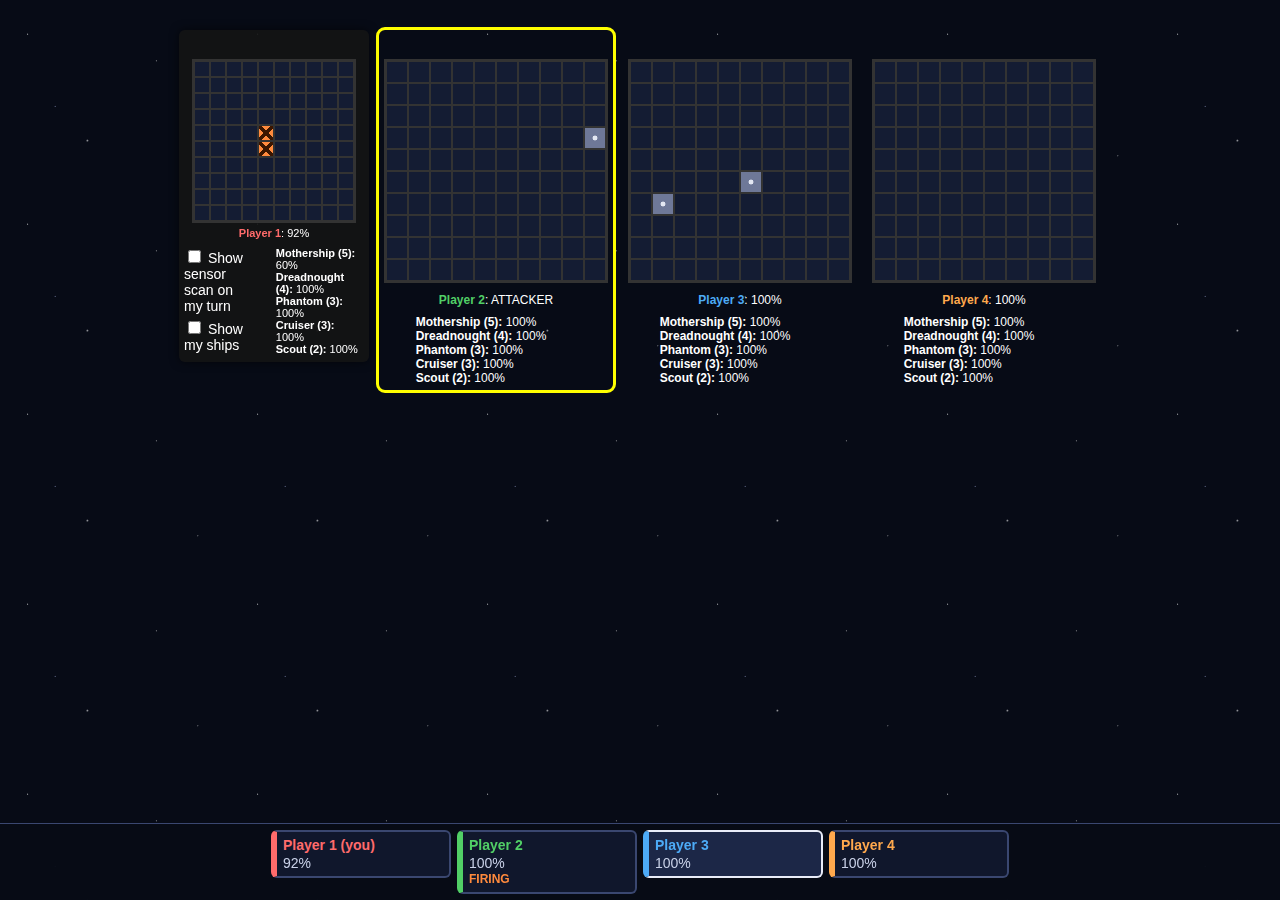 Player 1: 92%
Show
sensor
scan on
my turn
Show
my ships
Mothership (5):
60%
Dreadnought
(4): 100%
Phantom (3):
100%
Cruiser (3):
100%
Scout (2): 100%
Player 2: ATTACKER
Mothership (5): 100%
Dreadnought (4): 100%
Phantom (3): 100%
Cruiser (3): 100%
Scout (2): 100%
Player 3: 100%
Mothership (5): 100%
Dreadnought (4): 100%
Phantom (3): 100%
Cruiser (3): 100%
Scout (2): 100%
Player 4: 100%
Mothership (5): 100%
Dreadnought (4): 100%
Phantom (3): 100%
Cruiser (3): 100%
Scout (2): 100%
Player 1 (you)
92%
Player 2
100%
FIRING
Player 3
100%
Player 4
100%